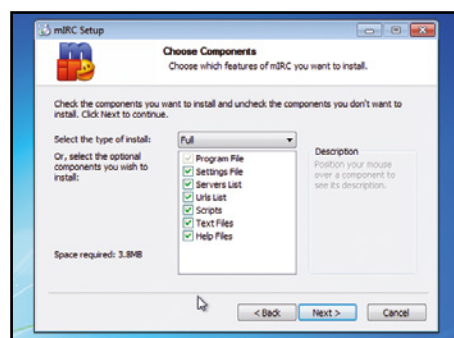 mIRC Setup
Choose Components
Choose which features of mIRC you want to install.
Check the components you want to install and uncheck the components you don't want to
install. Click Next to continue.
Select the type of install:
Full
Or, select the optional
components you wish to
install:
Program File
Settings File
Servers List
Urls List
Scripts
Text Files
Help Files
Description
Position your mouse
over a component to
see its description.
Space required: 3.8MB
< Back
Next >
Cancel